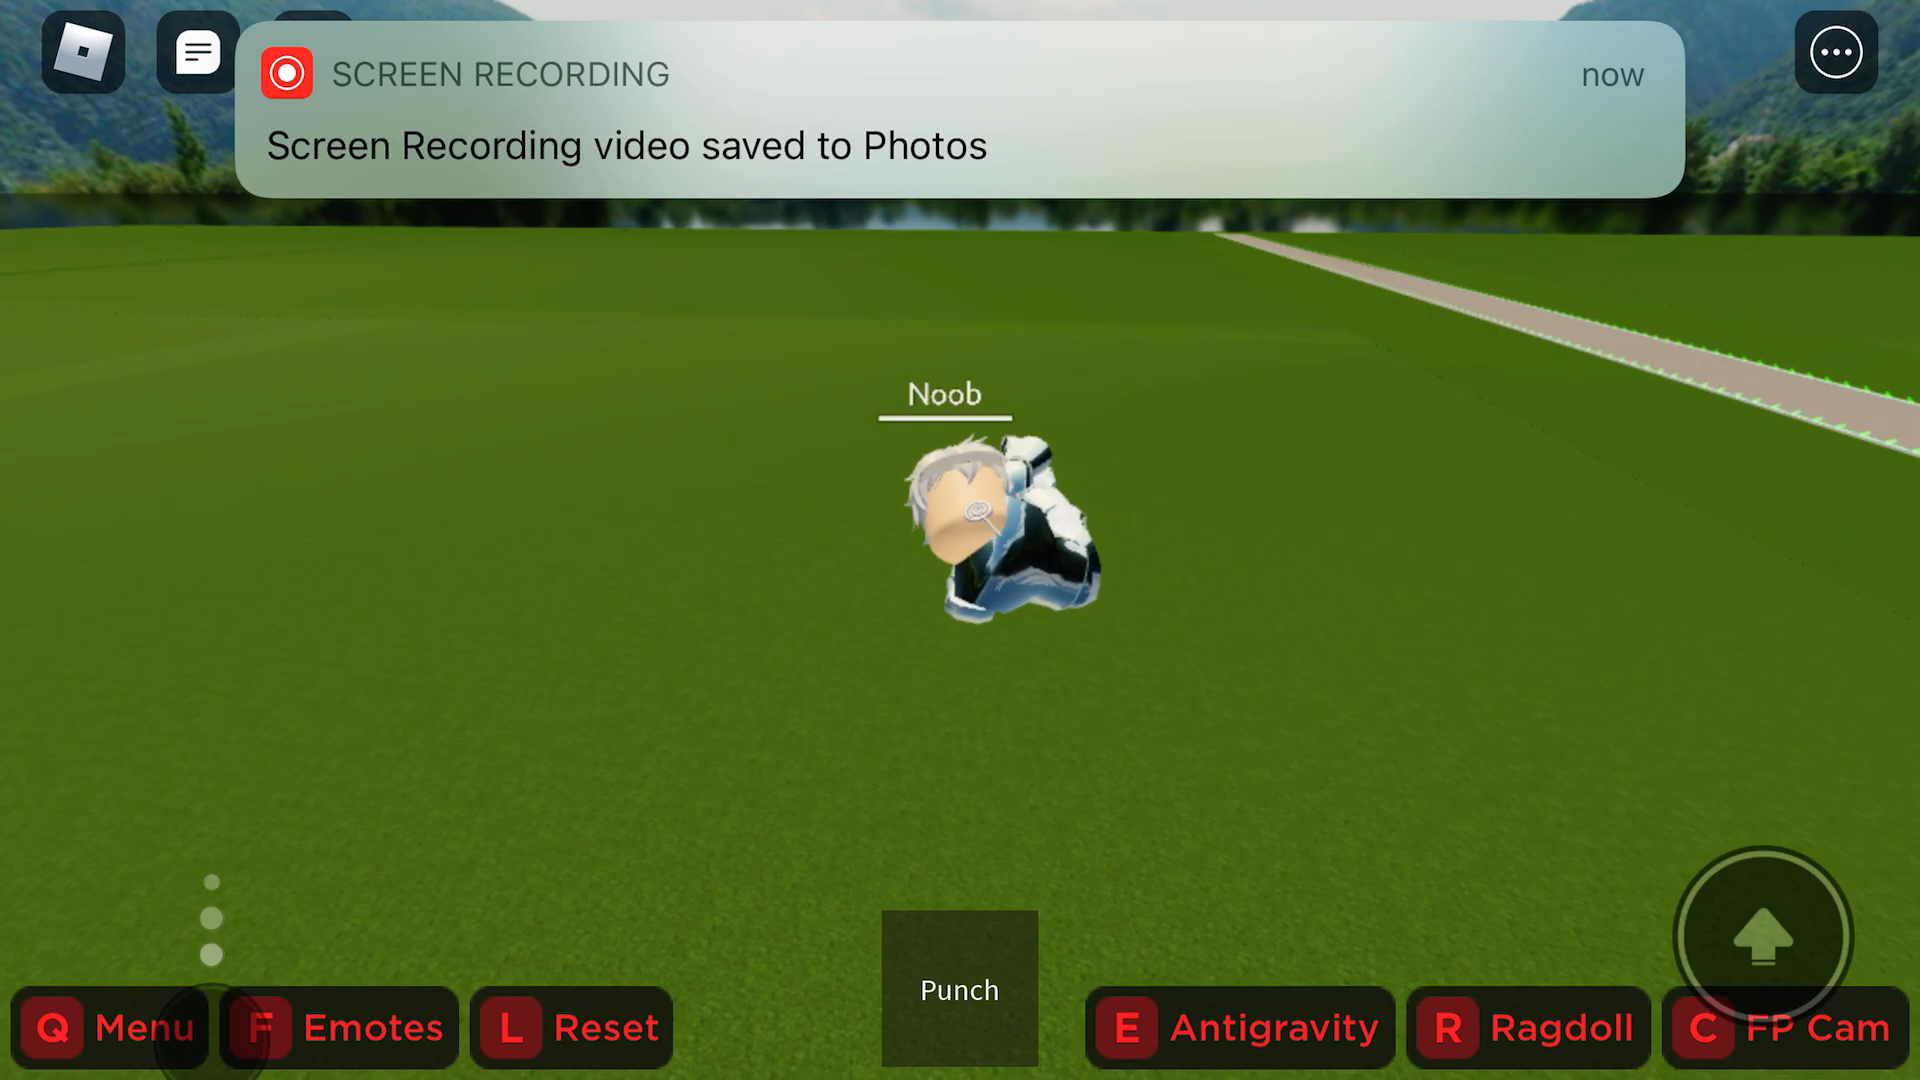 SCREEN RECORDING
now
Screen Recording video saved to Photos
Noob
Punch
Q Menu
F Emotes
L Reset
E Antigravity
R Ragdoll
C FP Cam